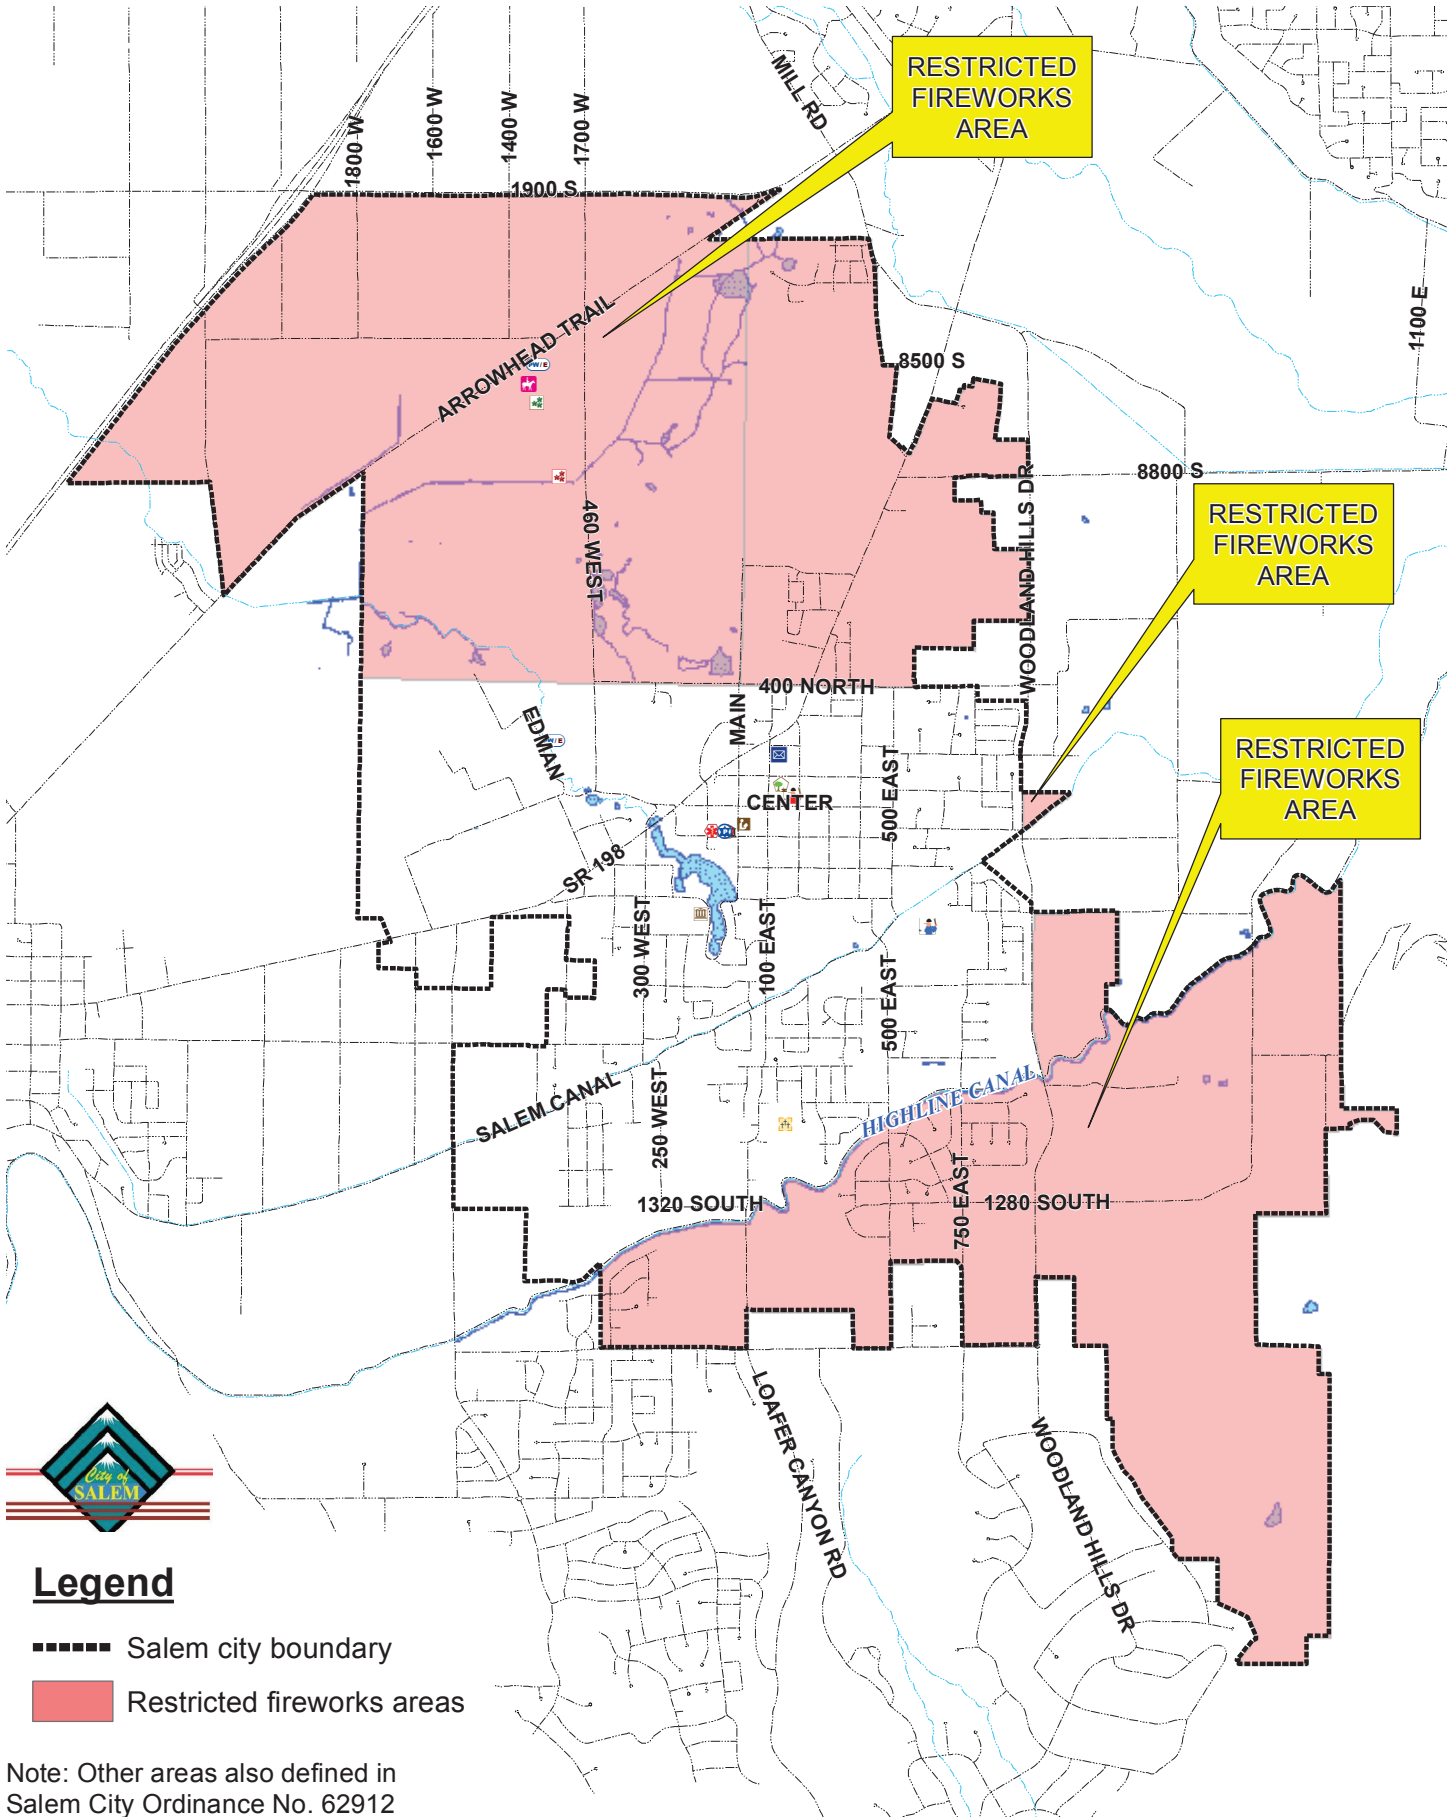 RESTRICTED
FIREWORKS
AREA
MILL RD
1800 W
1600 W
1400 W
1700 W
1900 S
1100 E
ARROWHEAD TRAIL
8500 S
8800 S
WOODLAND HILLS DR
460 WEST
RESTRICTED
FIREWORKS
AREA
400 NORTH
MAIN
EDMAN
W / E
RESTRICTED
FIREWORKS
AREA
500 EAST
CENTER
SR 198
300 WEST
100 EAST
500 EAST
SALEM CANAL
250 WEST
HIGHLINE CANAL
1320 SOUTH
750 EAST
1280 SOUTH
LOAFER CANYON RD
WOODLAND HILLS DR
City of
SALEM
Legend
Salem city boundary
Restricted fireworks areas
Note: Other areas also defined in
Salem City Ordinance No. 62912